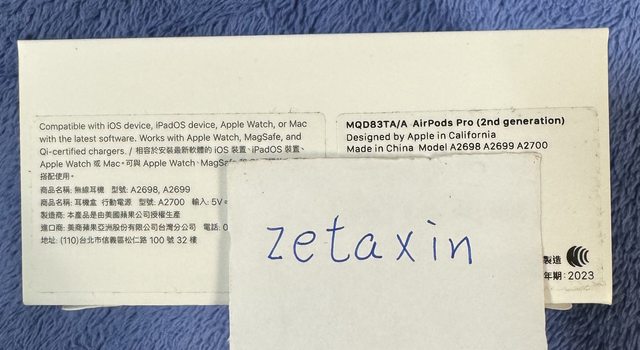 Compatible with iOS device, iPadOS device, Apple Watch, or Mac
with the latest software. Works with Apple Watch, MagSafe, and
Qi-certified chargers. / 相容於安裝最新軟體的 iOS 裝置、iPadOS 裝置、
Apple Watch 或 Mac。可與 Apple Watch、MagSafe
搭配使用。
商品名稱: 無線耳機 型號: A2698, A2699
商品名稱: 耳機盒 行動電源 型號: A2700 輸入: 5V
製造商: 本產品是由美國蘋果公司授權生產
進口商: 美商蘋果亞洲股份有限公司台灣分公司 電話: 0
地址: (110)台北市信義區松仁路 100 號 32 樓
MQD83TA/A AirPods Pro (2nd generation)
Designed by Apple in California
Made in China Model A2698 A2699 A2700
製造
年期: 2023
zetaxin